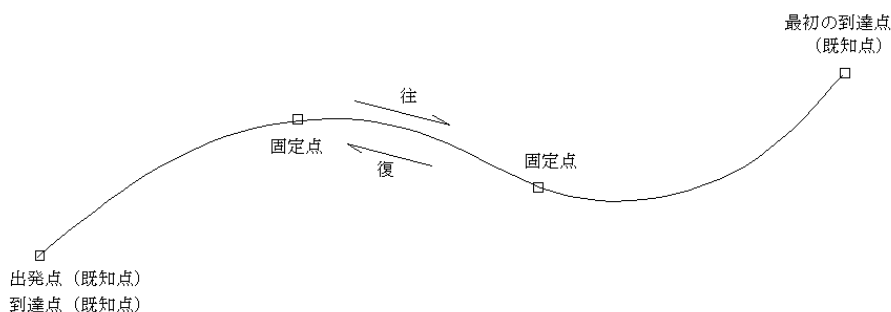 最初の到達点
（既知点）
往
固定点
復
固定点
出発点（既知点）
到達点（既知点）